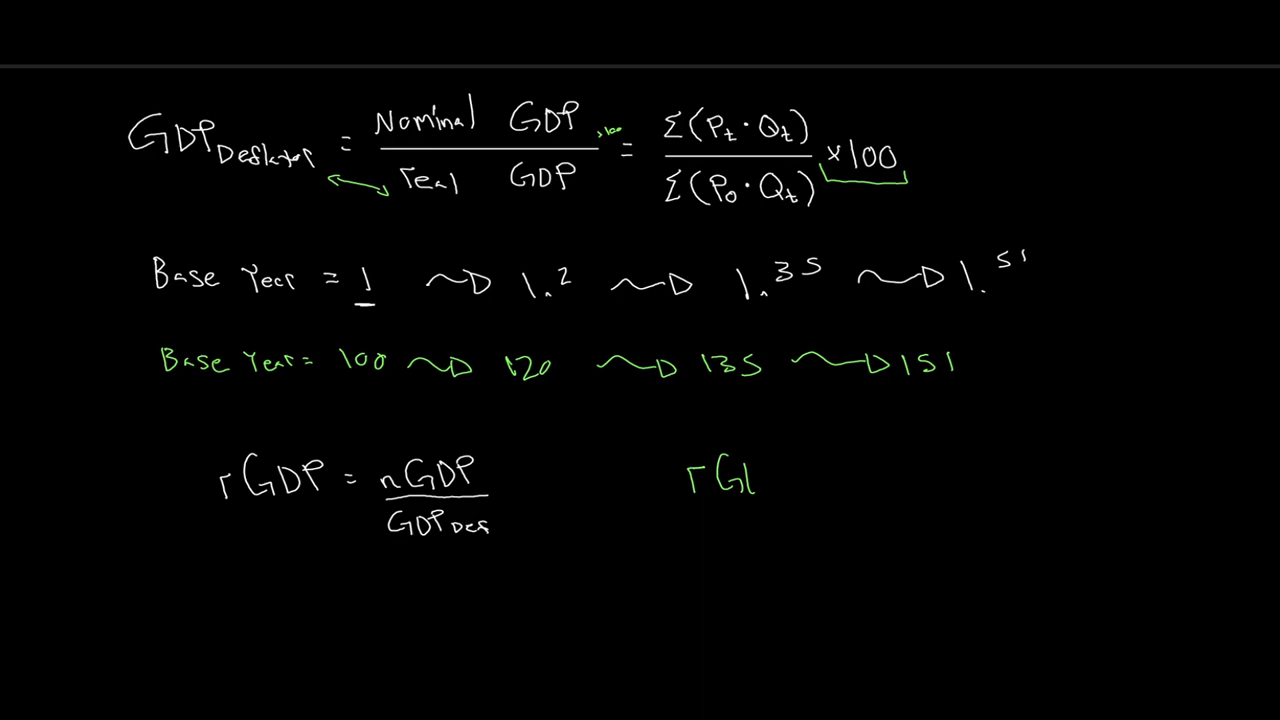 GDP Deflator = Nominal GDP / real GDP ×100 = Σ(Pt · Qt) / Σ(P0 · Qt) ×100
Base Year = 1 → 1.2 → 1.35 → 1.51
Base Year = 100 → 120 → 135 → 151
rGDP = nGDP / GDP Def
rG